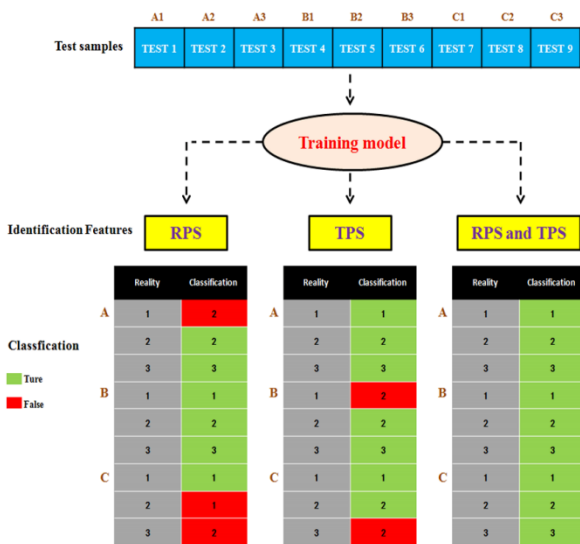 A1 A2 A3 B1 B2 B3 C1 C2 C3
Test samples TEST 1 TEST 2 TEST 3 TEST 4 TEST 5 TEST 6 TEST 7 TEST 8 TEST 9
Training model
Identification Features RPS TPS RPS and TPS
Reality Classification Reality Classification Reality Classification
A 1 2 A 1 1 A 1 1
2 2 2 2 2 2
3 3 3 3 3 3
Classfication
Ture
False
B 1 1 B 1 2 B 1 1
2 2 2 2 2 2
3 3 3 3 3 3
C 1 1 C 1 1 C 1 1
2 1 2 2 2 2
3 2 3 2 3 3